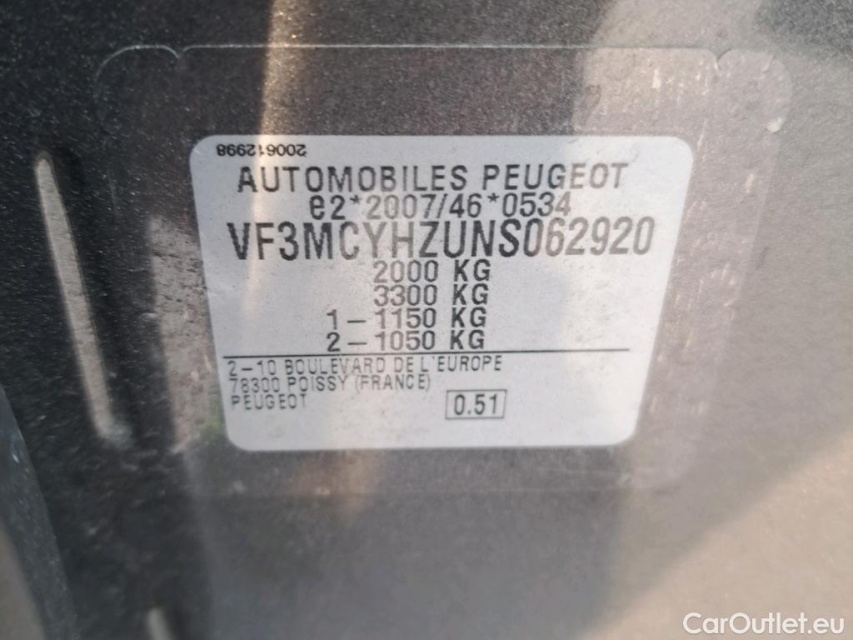 200612998
AUTOMOBILES PEUGEOT
e2*2007/46*0534
VF3MCYHZUNS062920
2000 KG
3300 KG
1-1150 KG
2-1050 KG
2-10 BOULEVARD DE L'EUROPE
78300 POISSY (FRANCE)
PEUGEOT
0.51
CarOutlet.eu